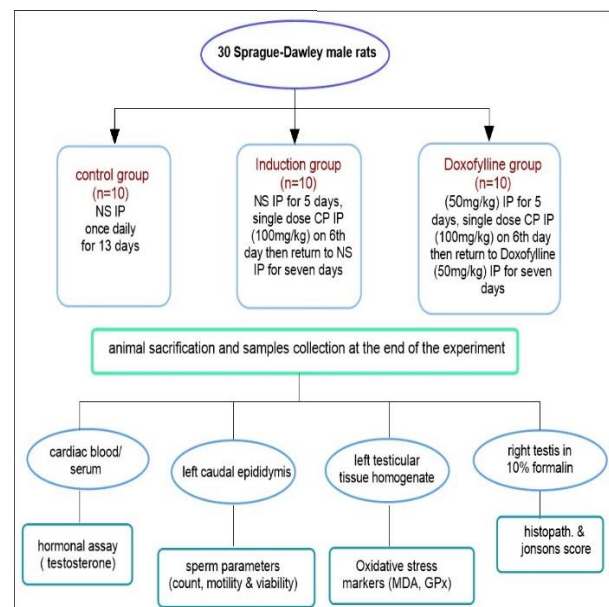 30 Sprague-Dawley male rats
control group
(n=10)
NS IP
once daily
for 13 days
Induction group
(n=10)
NS IP for 5 days,
single dose CP IP
(100mg/kg) on 6th
day then return to NS
IP for seven days
Doxofylline group
(n=10)
(50mg/kg) IP for 5
days, single dose CP IP
(100mg/kg) on 6th day
then return to Doxofylline
(50mg/kg) IP for seven
days
animal sacrification and samples collection at the end of the experiment
cardiac blood/
serum
left caudal epididymis
left testicular
tissue homogenate
right testis in
10% formalin
hormonal assay
( testosterone)
sperm parameters
(count, motility & viability)
Oxidative stress
markers (MDA, GPx)
histopath. &
jonsons score